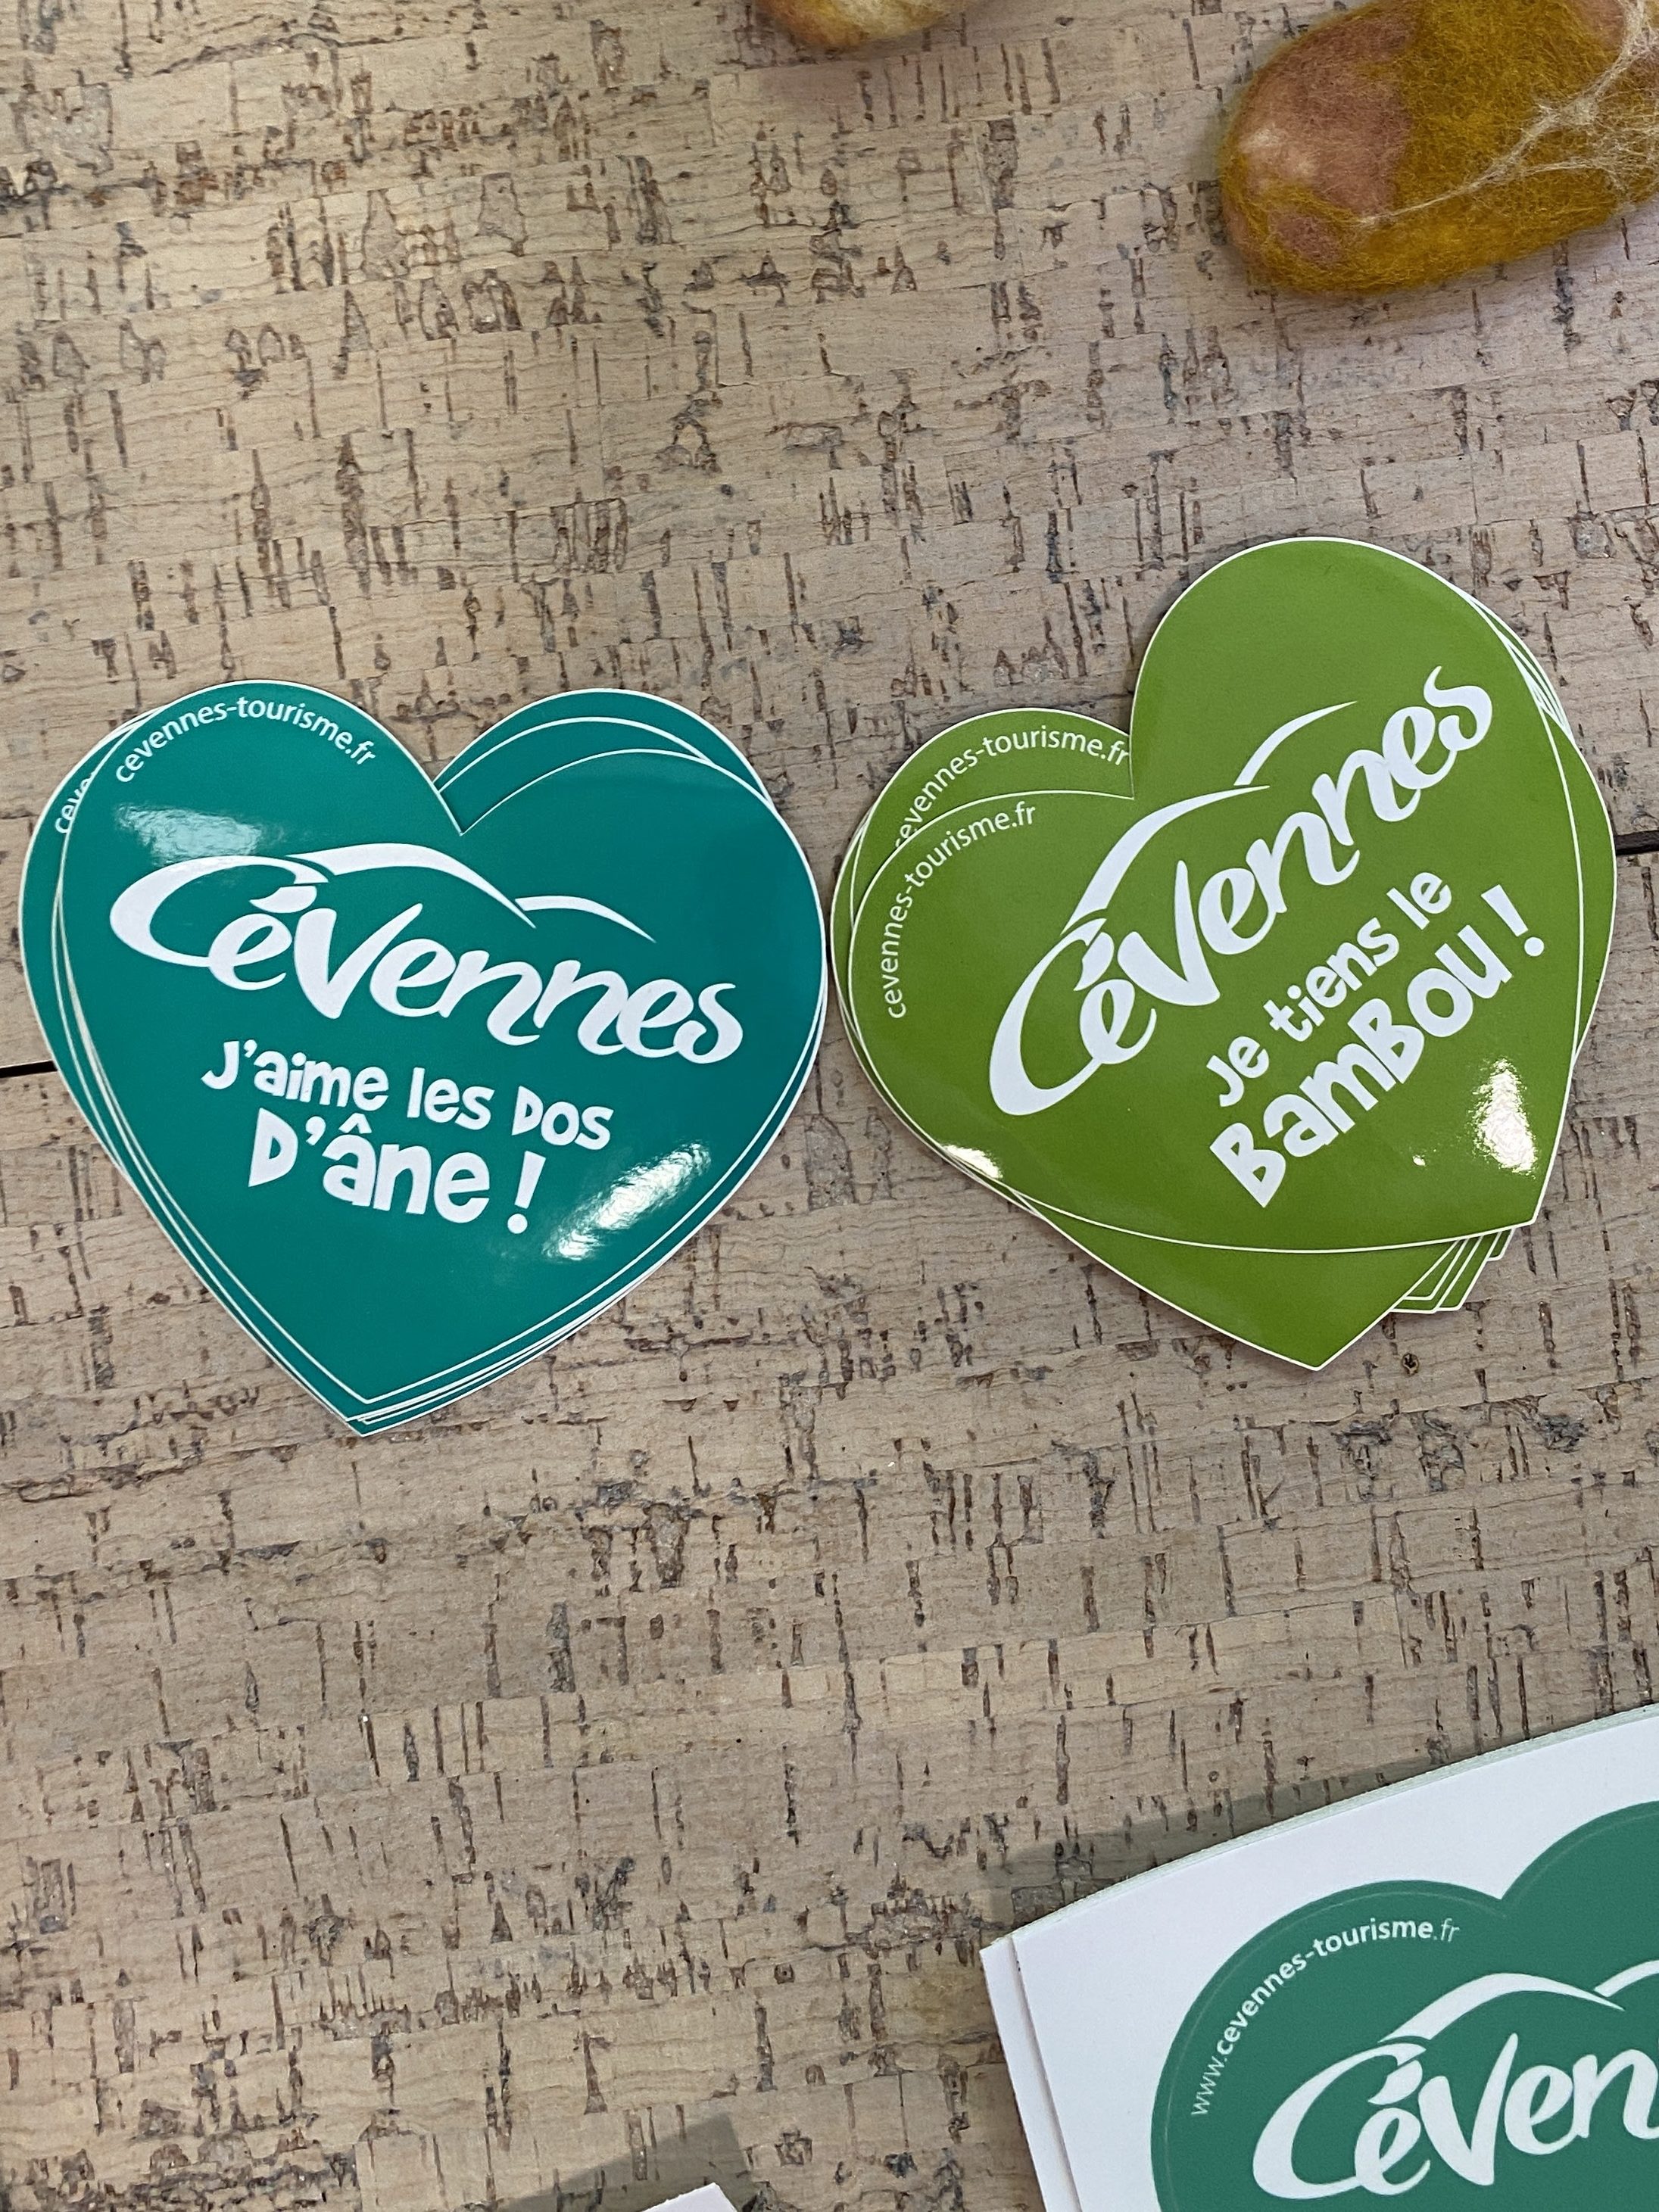 cevennes-tourisme.fr
Cévennes
J'aime les Dos
D'âne !
cevennes-tourisme.fr
cevennes-tourisme.fr
Cévennes
Je tiens le
BamBou !
www.cevennes-tourisme.fr